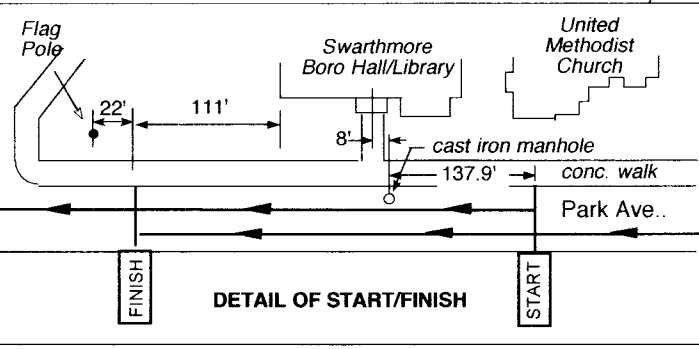 Flag
Pole
22'
111'
Swarthmore
Boro Hall/Library
United
Methodist
Church
8'
cast iron manhole
137.9'
conc. walk
Park Ave..
FINISH
DETAIL OF START/FINISH
START